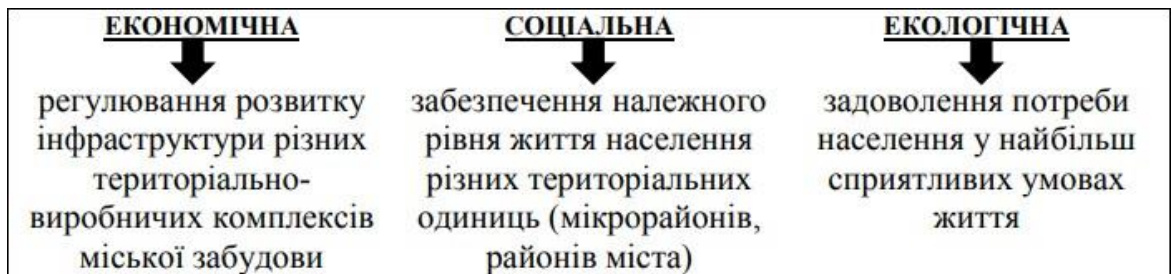 ЕКОНОМІЧНА
регулювання розвитку
інфраструктури різних
територіально-
виробничих комплексів
міської забудови
СОЦІАЛЬНА
забезпечення належного
рівня життя населення
різних територіальних
одиниць (мікрорайонів,
районів міста)
ЕКОЛОГІЧНА
задоволення потреби
населення у найбільш
сприятливих умовах
життя